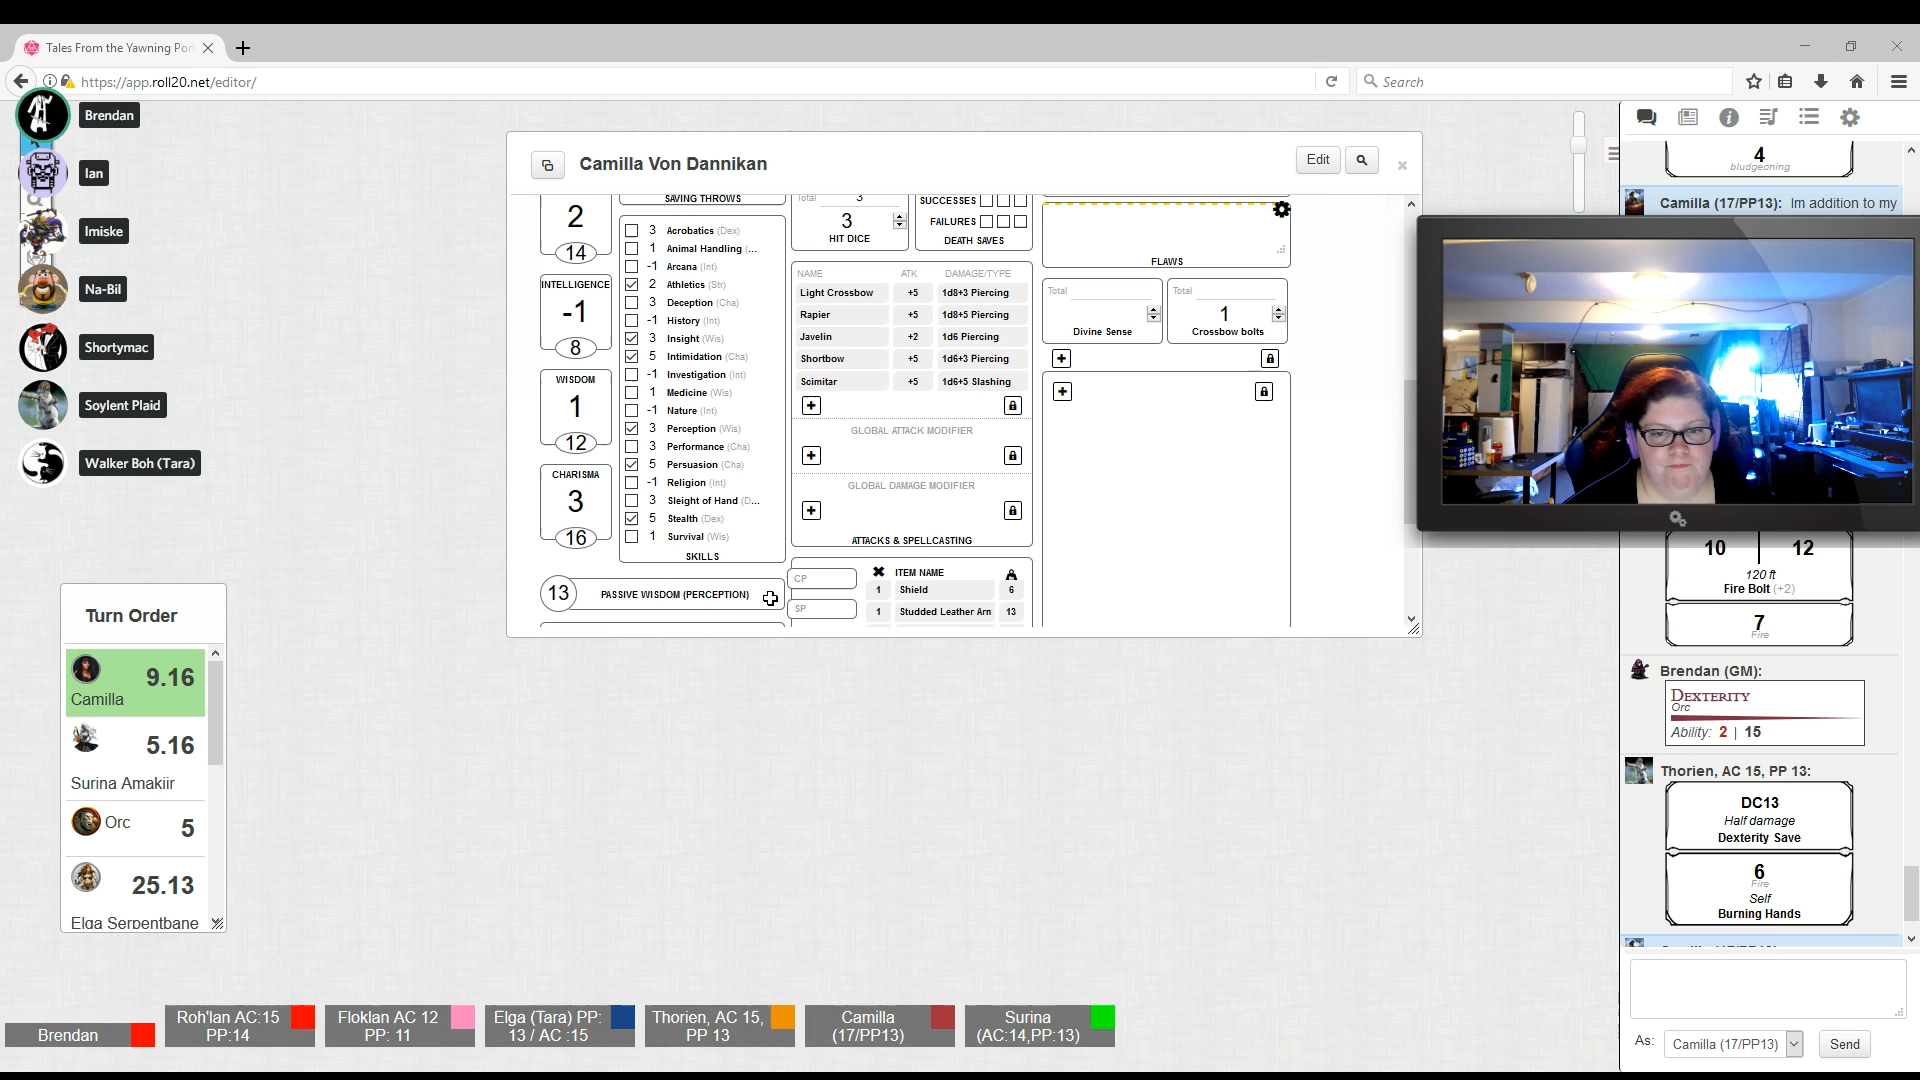 Tales From the Yawning Port
https://app.roll20.net/editor/
Search
Brendan
Ian
Imiske
Na-Bil
Shortymac
Soylent Plaid
Walker Boh (Tara)
Camilla Von Dannikan
Edit
2
14
INTELLIGENCE
-1
8
WISDOM
1
12
CHARISMA
3
16
SAVING THROWS
3 Acrobatics (Dex)
1 Animal Handling (...
-1 Arcana (Int)
2 Athletics (Str)
3 Deception (Cha)
-1 History (Int)
3 Insight (Wis)
5 Intimidation (Cha)
-1 Investigation (Int)
1 Medicine (Wis)
-1 Nature (Int)
3 Perception (Wis)
3 Performance (Cha)
5 Persuasion (Cha)
-1 Religion (Int)
3 Sleight of Hand (D...
5 Stealth (Dex)
1 Survival (Wis)
SKILLS
13 PASSIVE WISDOM (PERCEPTION)
Total 3
3
HIT DICE
SUCCESSES
FAILURES
DEATH SAVES
NAME ATK DAMAGE/TYPE
Light Crossbow +5 1d8+3 Piercing
Rapier +5 1d8+5 Piercing
Javelin +2 1d6 Piercing
Shortbow +5 1d6+3 Piercing
Scimitar +5 1d6+5 Slashing
GLOBAL ATTACK MODIFIER
GLOBAL DAMAGE MODIFIER
ATTACKS & SPELLCASTING
CP
SP
ITEM NAME
1 Shield 6
1 Studded Leather Arn 13
FLAWS
Total
Divine Sense
Total
1
Crossbow bolts
Turn Order
9.16
Camilla
5.16
Surina Amakiir
Orc 5
25.13
Elga Serpentbane
4
bludgeoning
Camilla (17/PP13): Im addition to my
10 | 12
120 ft
Fire Bolt (+2)
7
Fire
Brendan (GM):
DEXTERITY
Orc
Ability: 2 | 15
Thorien, AC 15, PP 13:
DC13
Half damage
Dexterity Save
6
Fire
Self
Burning Hands
As: Camilla (17/PP13) Send
Brendan
Roh'lan AC:15
PP:14
Floklan AC 12
PP: 11
Elga (Tara) PP:
13 / AC :15
Thorien, AC 15,
PP 13
Camilla
(17/PP13)
Surina
(AC:14,PP:13)